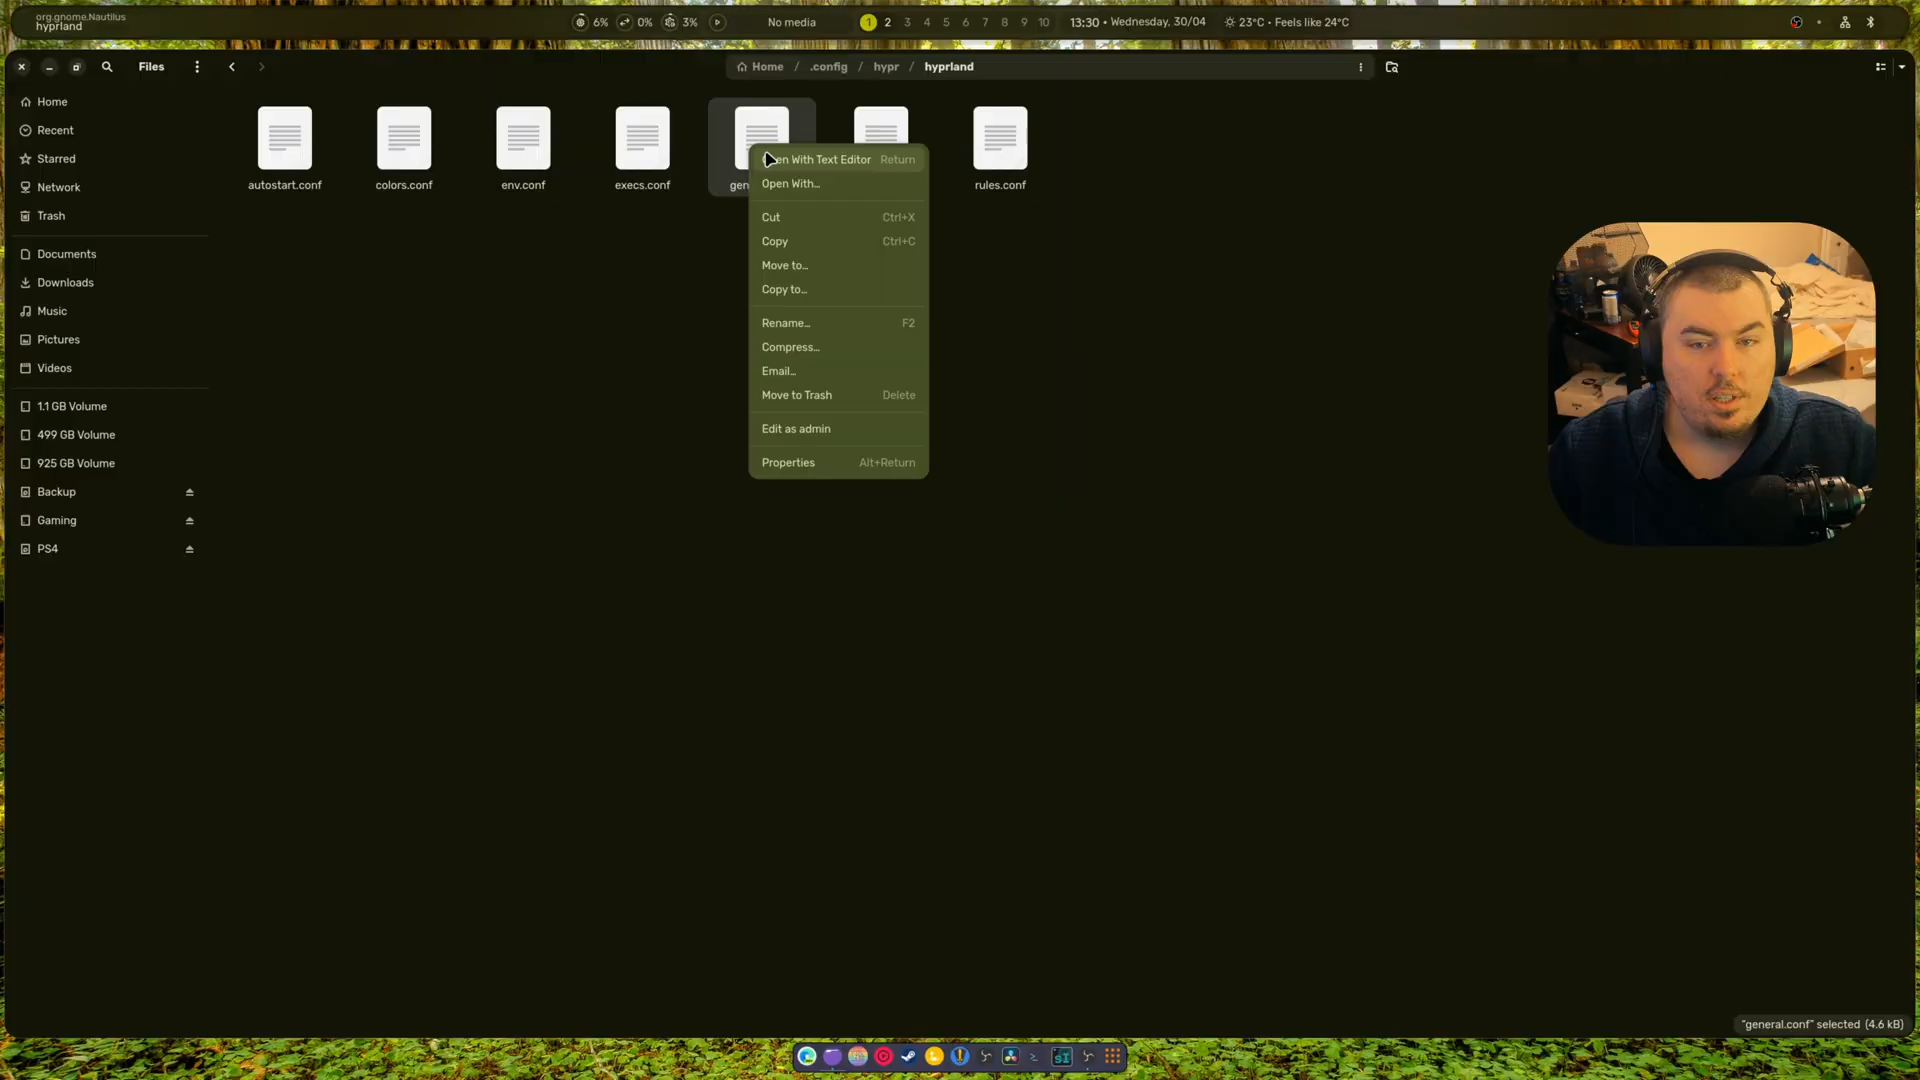 org.gnome.Nautilus
hyprland
6% 0% 3% No media 1 2 3 4 5 6 7 8 9 10 13:30 • Wednesday, 30/04 23°C • Feels like 24°C
Files
Home / .config / hypr / hyprland
Home
Recent
Starred
Network
Trash
Documents
Downloads
Music
Pictures
Videos
1.1 GB Volume
499 GB Volume
925 GB Volume
Backup
Gaming
PS4
autostart.conf
colors.conf
env.conf
execs.conf
gen
rules.conf
en With Text Editor Return
Open With…
Cut Ctrl+X
Copy Ctrl+C
Move to…
Copy to…
Rename… F2
Compress…
Email…
Move to Trash Delete
Edit as admin
Properties Alt+Return
"general.conf" selected (4.6 kB)